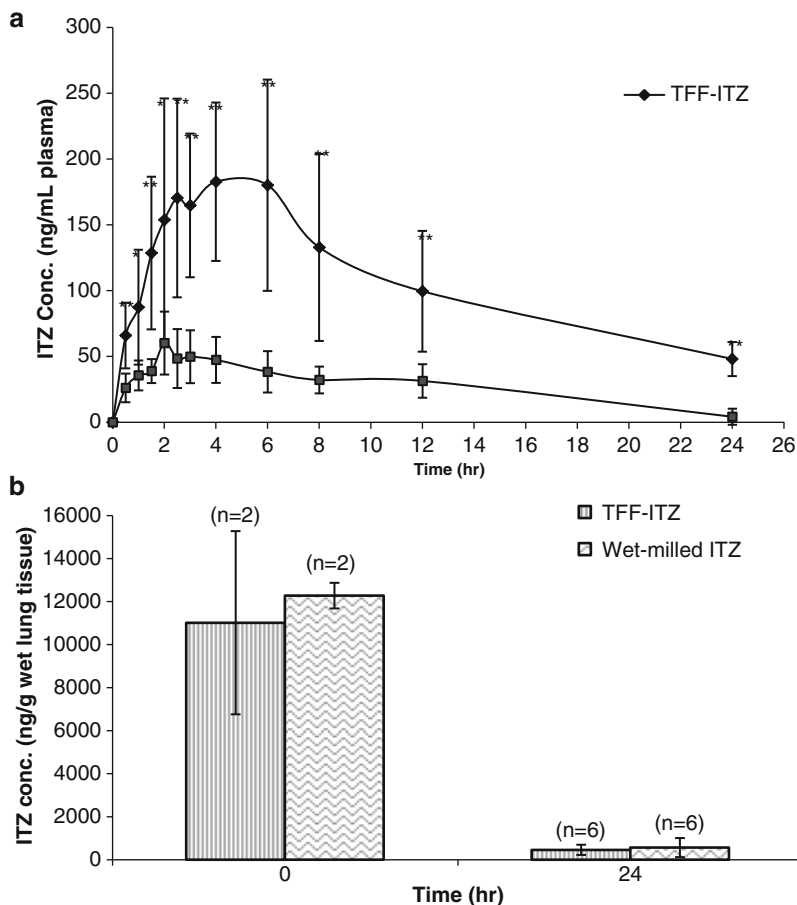 a
300
250
200
150
100
50
0
ITZ Conc. (ng/mL plasma)
TFF-ITZ
** * ** * ** ** ** ** ** ** **
0 2 4 6 8 10 12 14 16 18 20 22 24 26
Time (hr)
b
16000
14000
12000
10000
8000
6000
4000
2000
0
ITZ conc. (ng/g wet lung tissue)
(n=2)
(n=2)
TFF-ITZ
Wet-milled ITZ
(n=6)
(n=6)
0 24
Time (hr)